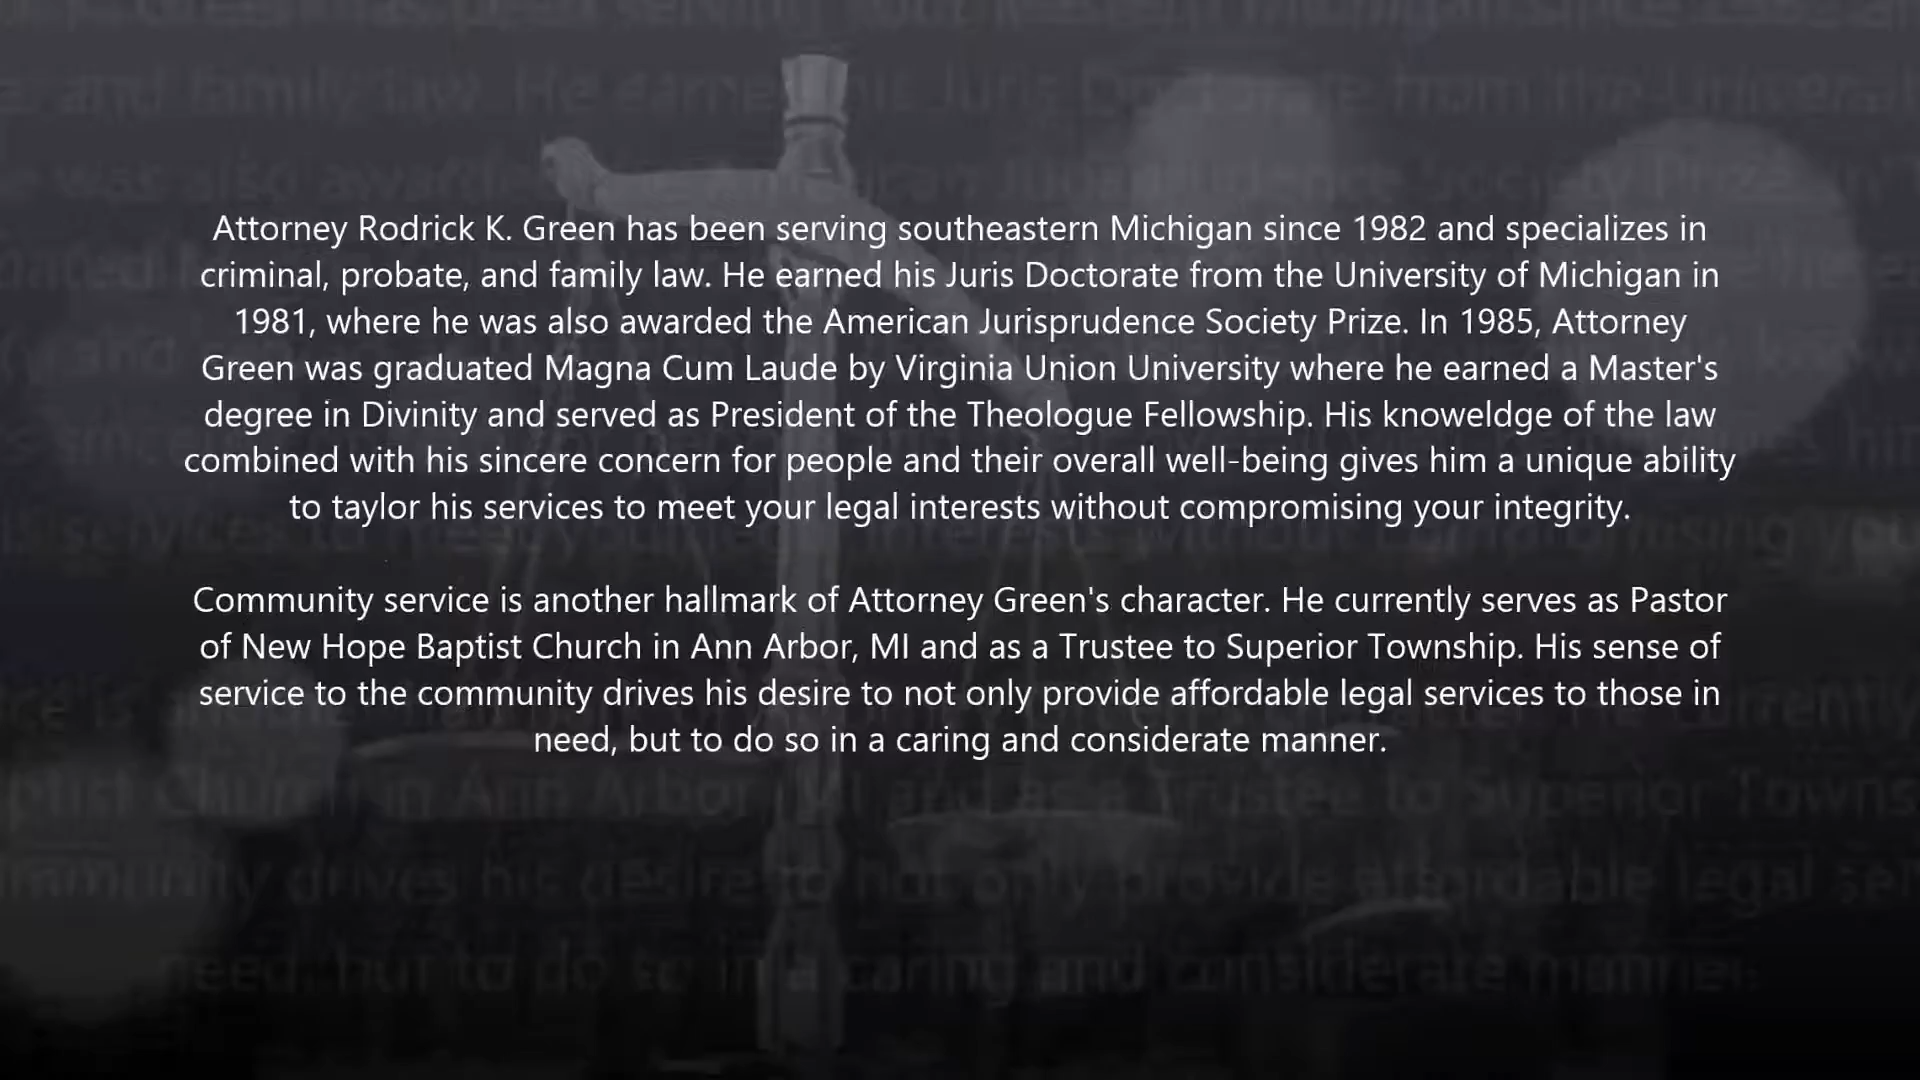 Attorney Rodrick K. Green has been serving southeastern Michigan since 1982 and specializes in
criminal, probate, and family law. He earned his Juris Doctorate from the University of Michigan in
1981, where he was also awarded the American Jurisprudence Society Prize. In 1985, Attorney
Green was graduated Magna Cum Laude by Virginia Union University where he earned a Master's
degree in Divinity and served as President of the Theologue Fellowship. His knoweldge of the law
combined with his sincere concern for people and their overall well-being gives him a unique ability
to taylor his services to meet your legal interests without compromising your integrity.
Community service is another hallmark of Attorney Green's character. He currently serves as Pastor
of New Hope Baptist Church in Ann Arbor, MI and as a Trustee to Superior Township. His sense of
service to the community drives his desire to not only provide affordable legal services to those in
need, but to do so in a caring and considerate manner.